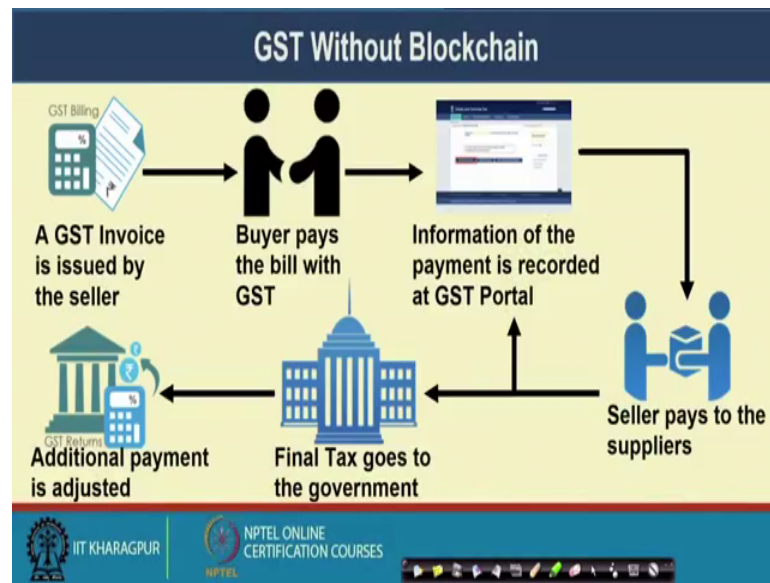 GST Without Blockchain
GST Billing
%
₹
A GST Invoice
is issued by
the seller
Buyer pays
the bill with
GST
Information of the
payment is recorded
at GST Portal
Seller pays to the
suppliers
Final Tax goes to
the government
₹
₹
%
GST Returns
Additional payment
is adjusted
IIT KHARAGPUR
NPTEL
NPTEL ONLINE
CERTIFICATION COURSES